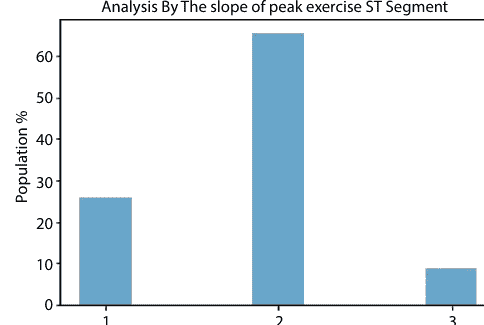 Analysis By The slope of peak exercise ST Segment
Population %
60
50
40
30
20
10
0
1 2 3